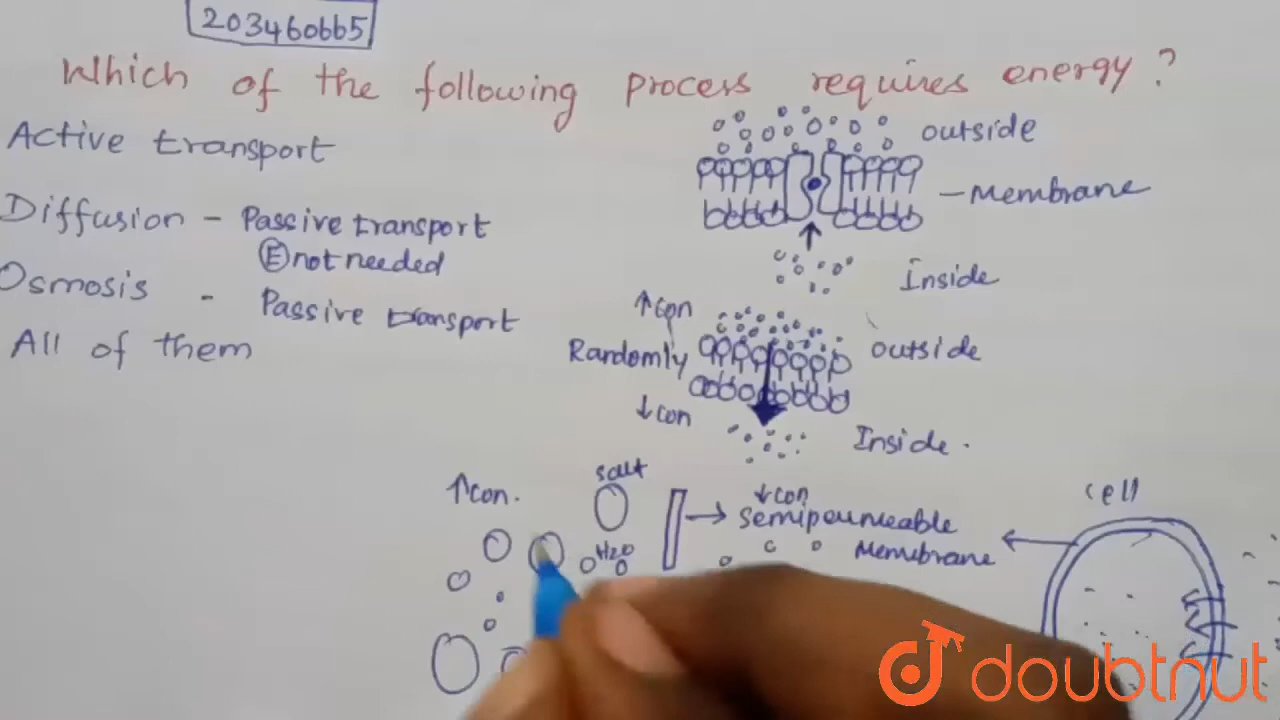 203460665
Which of the following process requires energy?
Active transport
Diffusion - Passive transport
Ⓔ not needed
Osmosis - Passive transport
All of them
outside
- Membrane
Inside
↑con
Randomly
outside
↓con
Inside.
↑con.
salt
H2O
↓con
→ semipermeable
Membrane
cell
doubtnut